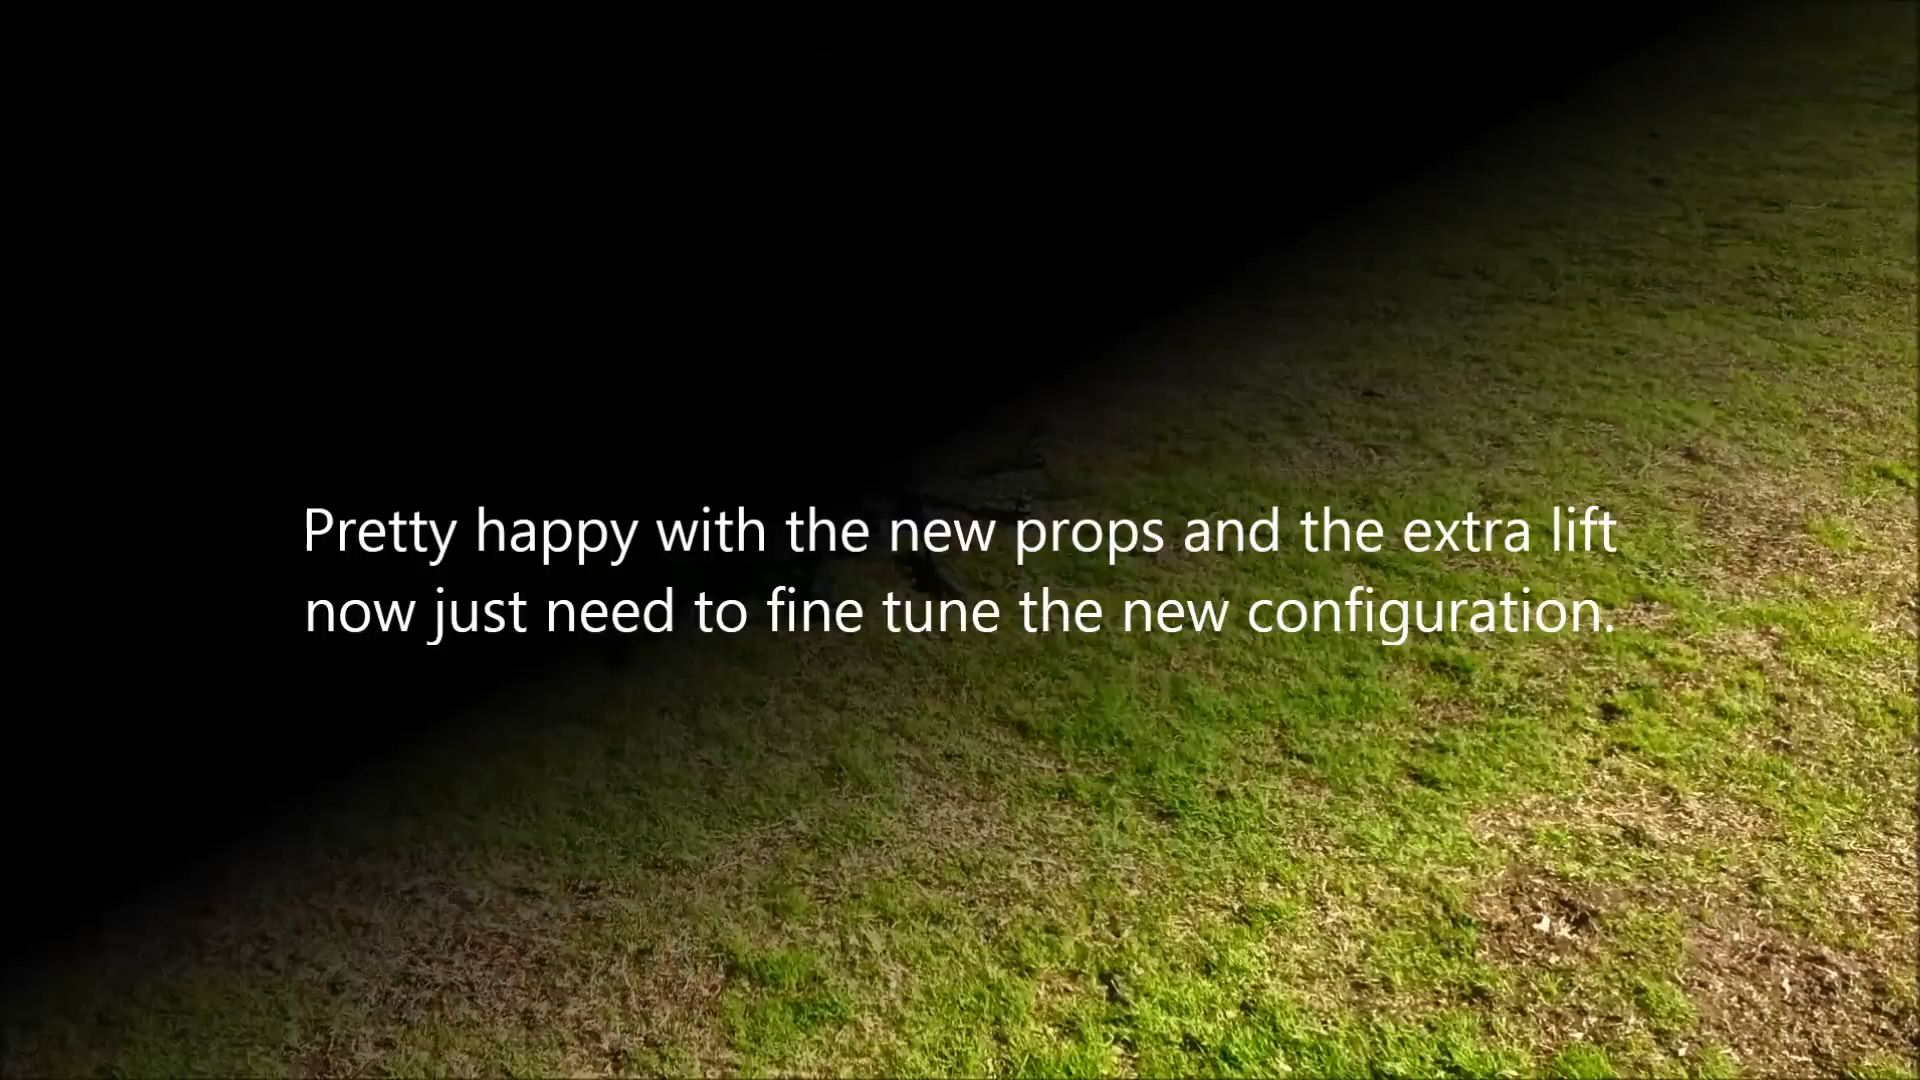 Pretty happy with the new props and the extra lift
now just need to fine tune the new configuration.